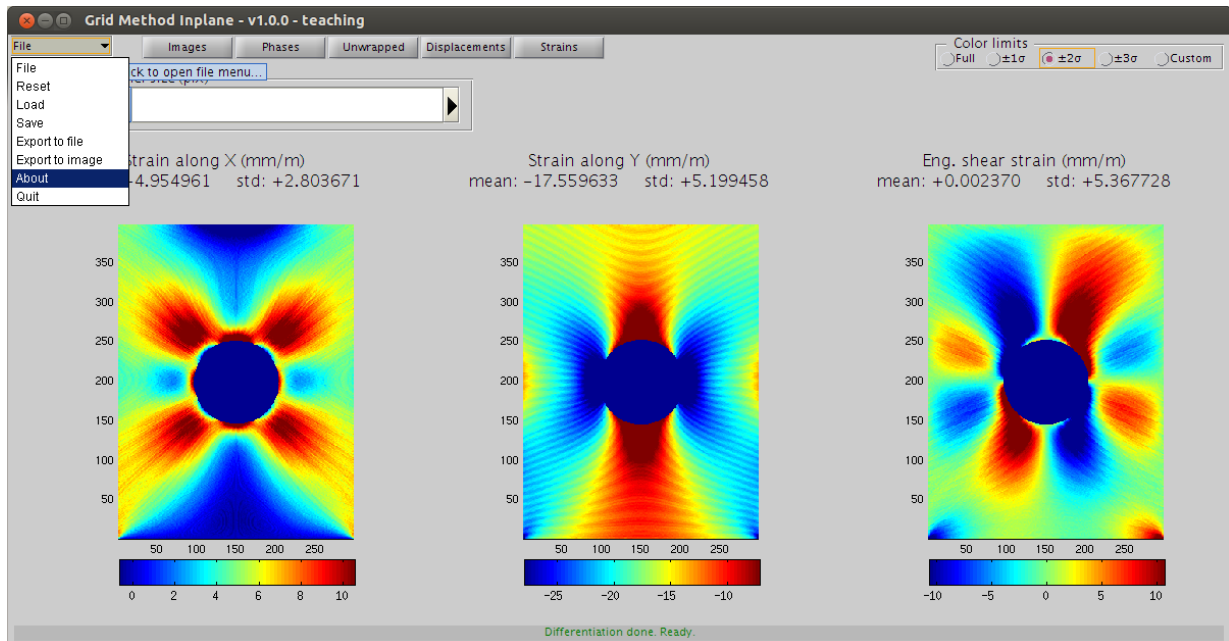 Grid Method Inplane - v1.0.0 - teaching
File Images Phases Unwrapped Displacements Strains
Color limits
Full ±1σ ±2σ ±3σ Custom
File
Reset
Load
Save
Export to file
Export to image
About
Quit
ck to open file menu...
size (pix)
Strain along X (mm/m)
4.954961 std: +2.803671
Strain along Y (mm/m)
mean: -17.559633 std: +5.199458
Eng. shear strain (mm/m)
mean: +0.002370 std: +5.367728
350 300 250 200 150 100 50
50 100 150 200 250
0 2 4 6 8 10
350 300 250 200 150 100 50
50 100 150 200 250
-25 -20 -15 -10
350 300 250 200 150 100 50
50 100 150 200 250
-10 -5 0 5 10
Differentiation done. Ready.